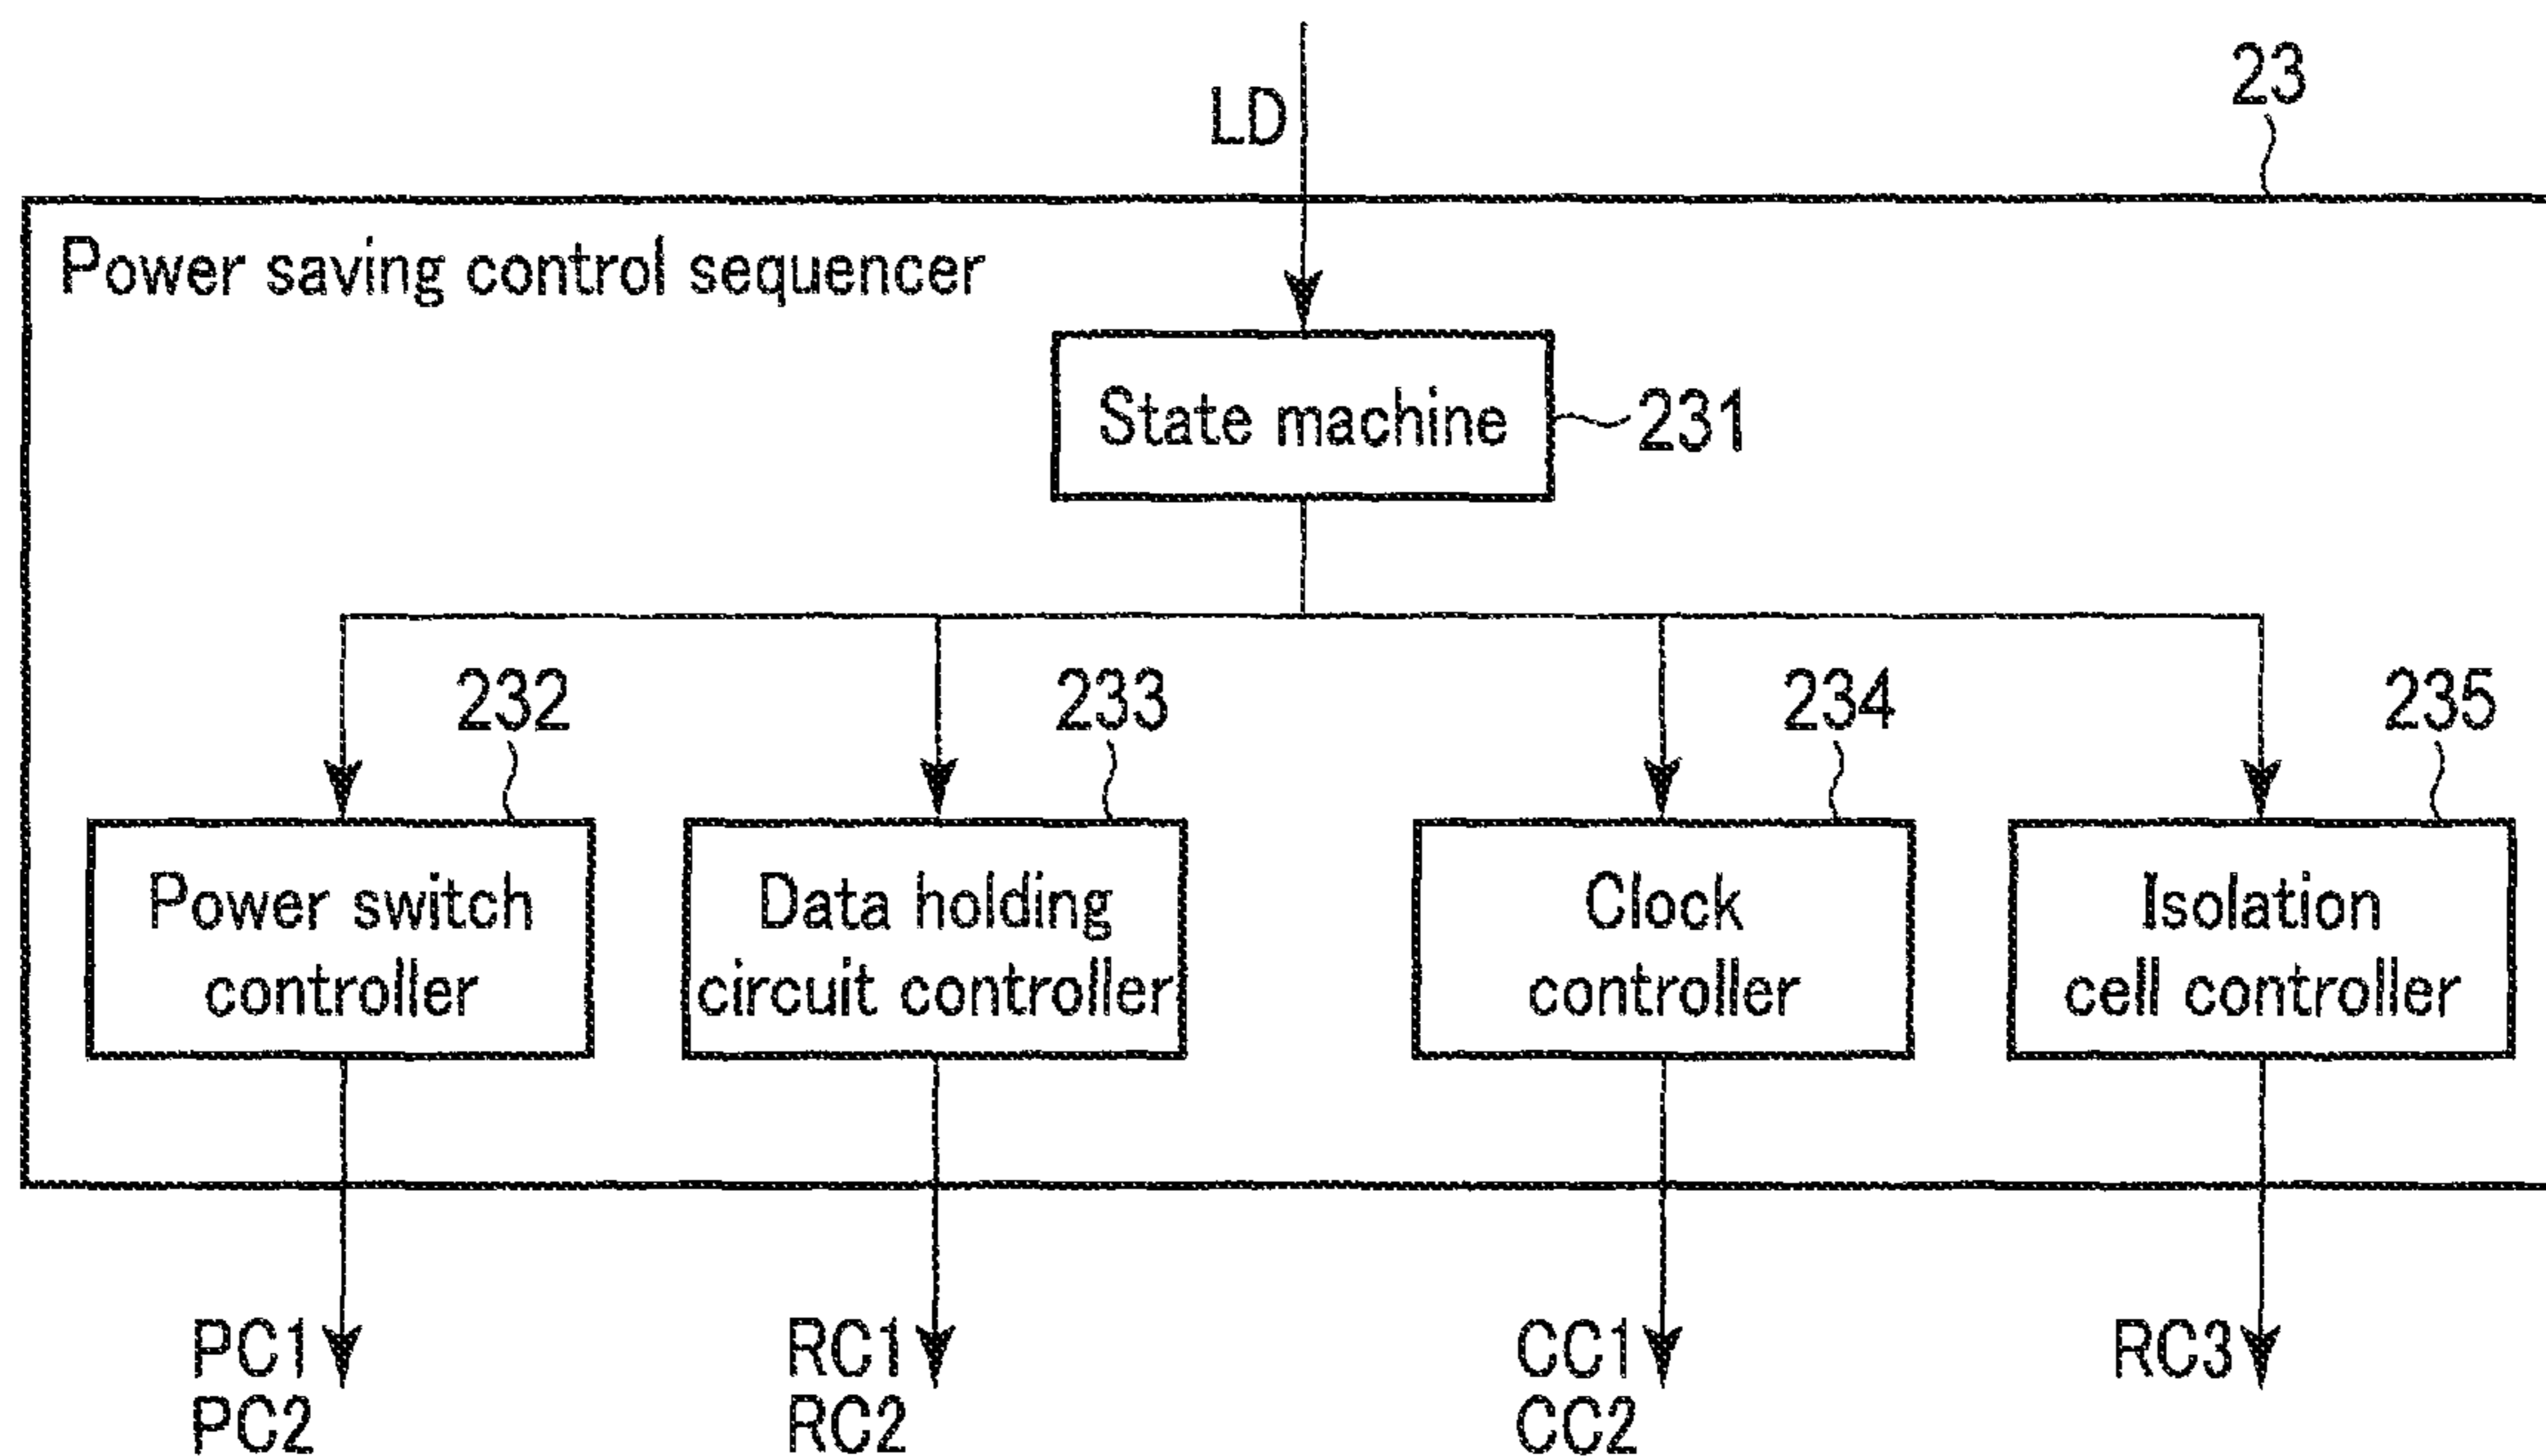 23
LD
Power saving control sequencer
State machine
231
232
233
234
235
Power switch
controller
Data holding
circuit controller
Clock
controller
Isolation
cell controller
PC1
PC2
RC1
RC2
CC1
CC2
RC3